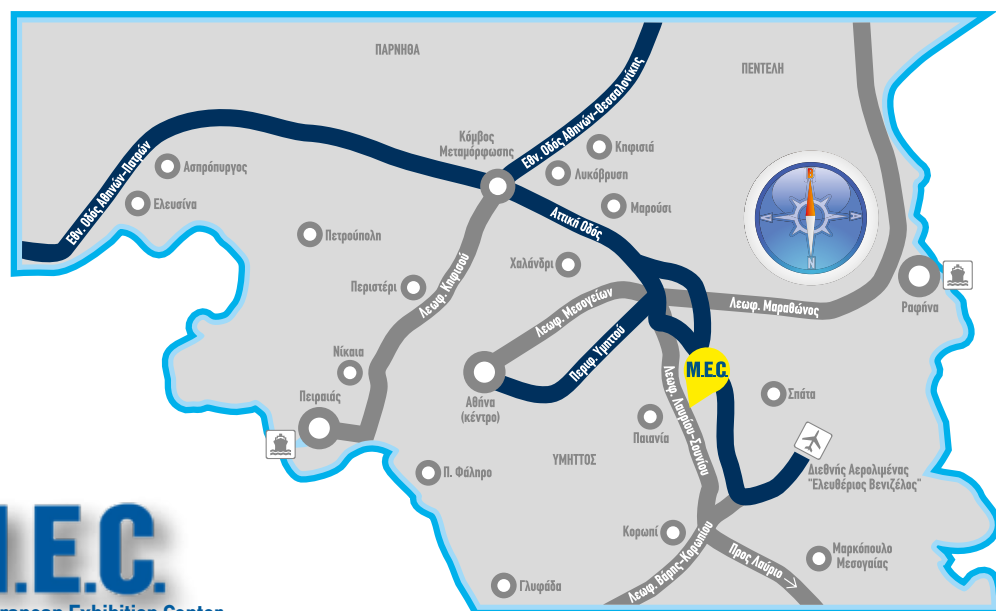 ΠΑΡΝΗΘΑ
ΠΕΝΤΕΛΗ
Εθν. Οδός Αθηνών-Θεσσαλονίκης
Κόμβος
Μεταμόρφωσης
Κηφισιά
Εθν. Οδός Αθηνών-Πατρών
Ασπρόπυργος
Λυκόβρυση
Ελευσίνα
Μαρούσι
Αττική Οδός
Πετρούπολη
Χαλάνδρι
Β
Ν
Περιστέρι
Λεωφ. Κηφισού
Λεωφ. Μεσογείων
Λεωφ. Μαραθώνος
Ραφήνα
Περιφ. Υμηττού
Νίκαια
Μ.Ε.C.
Πειραιάς
Αθήνα
(κέντρο)
Σπάτα
Λεωφ. Λαυρίου-Σουνίου
Παιανία
ΥΜΗΤΤΟΣ
Π. Φάληρο
Διεθνής Αερολιμένας
"Ελευθέριος Βενιζέλος"
Κορωπί
Λεωφ. Βάρης-Κορωπίου
Προς Λαύριο
Μαρκόπουλο
Μεσογαίας
Γλυφάδα
.E.C.
Exhibition Center